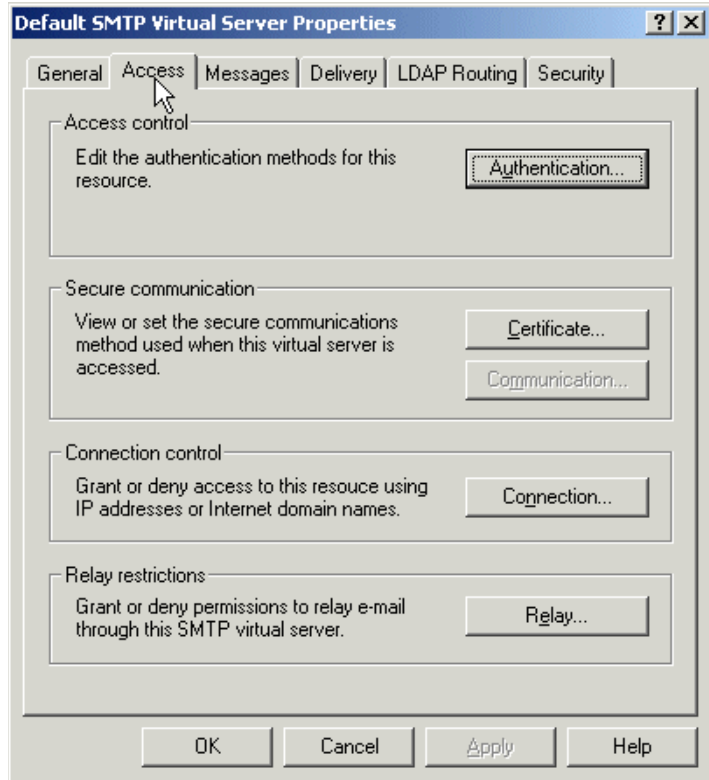 Default SMTP Virtual Server Properties
General Access Messages Delivery LDAP Routing Security
Access control
Edit the authentication methods for this
resource.
Authentication...
Secure communication
View or set the secure communications
method used when this virtual server is
accessed.
Certificate...
Communication...
Connection control
Grant or deny access to this resouce using
IP addresses or Internet domain names.
Connection...
Relay restrictions
Grant or deny permissions to relay e-mail
through this SMTP virtual server.
Relay...
OK Cancel Apply Help